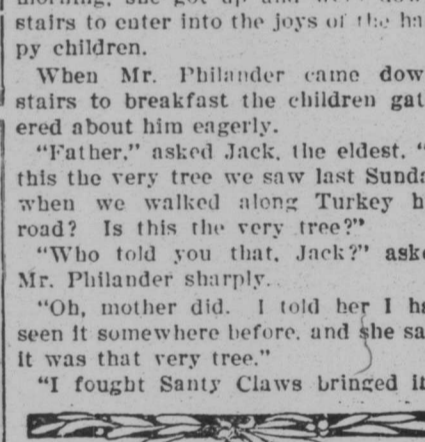 stairs to enter into the joys of the ha
py children.
When Mr. Philander came dow
stairs to breakfast the children gat
ered about him eagerly.
"Father," asked Jack, the eldest, "
this the very tree we saw last Sunda
when we walked along Turkey h
road? Is this the very tree?"
"Who told you that, Jack?" aske
Mr. Philander sharply.
"Oh, mother did. I told her I ha
seen it somewhere before, and she sa
it was that very tree."
"I fought Santy Claws bringed it